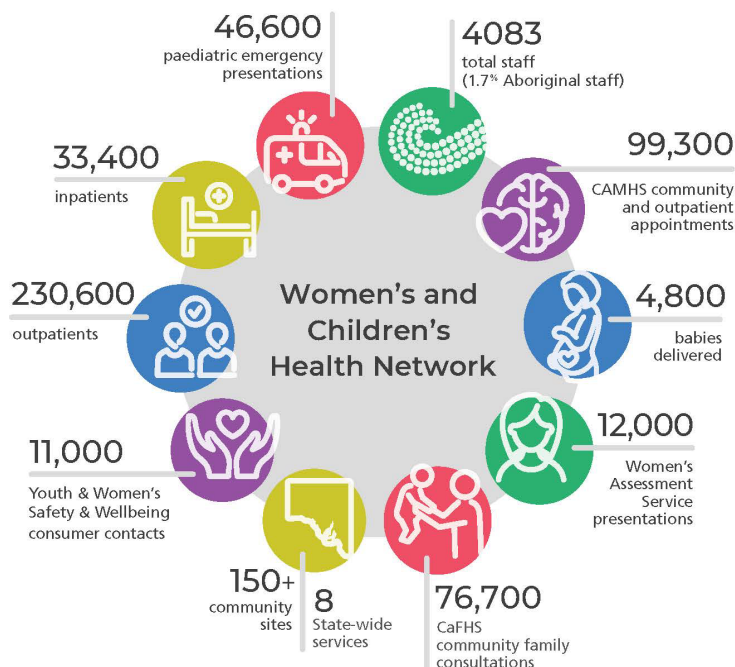 46,600
paediatric emergency
presentations
4083
total staff
(1.7% Aboriginal staff)
33,400
inpatients
99,300
CAMHS community
and outpatient
appointments
230,600
outpatients
Women's and
Children's
Health Network
4,800
babies
delivered
11,000
Youth & Women's
Safety & Wellbeing
consumer contacts
12,000
Women's
Assessment
Service
presentations
150+
community
sites
8
State-wide
services
76,700
CaFHS
community family
consultations